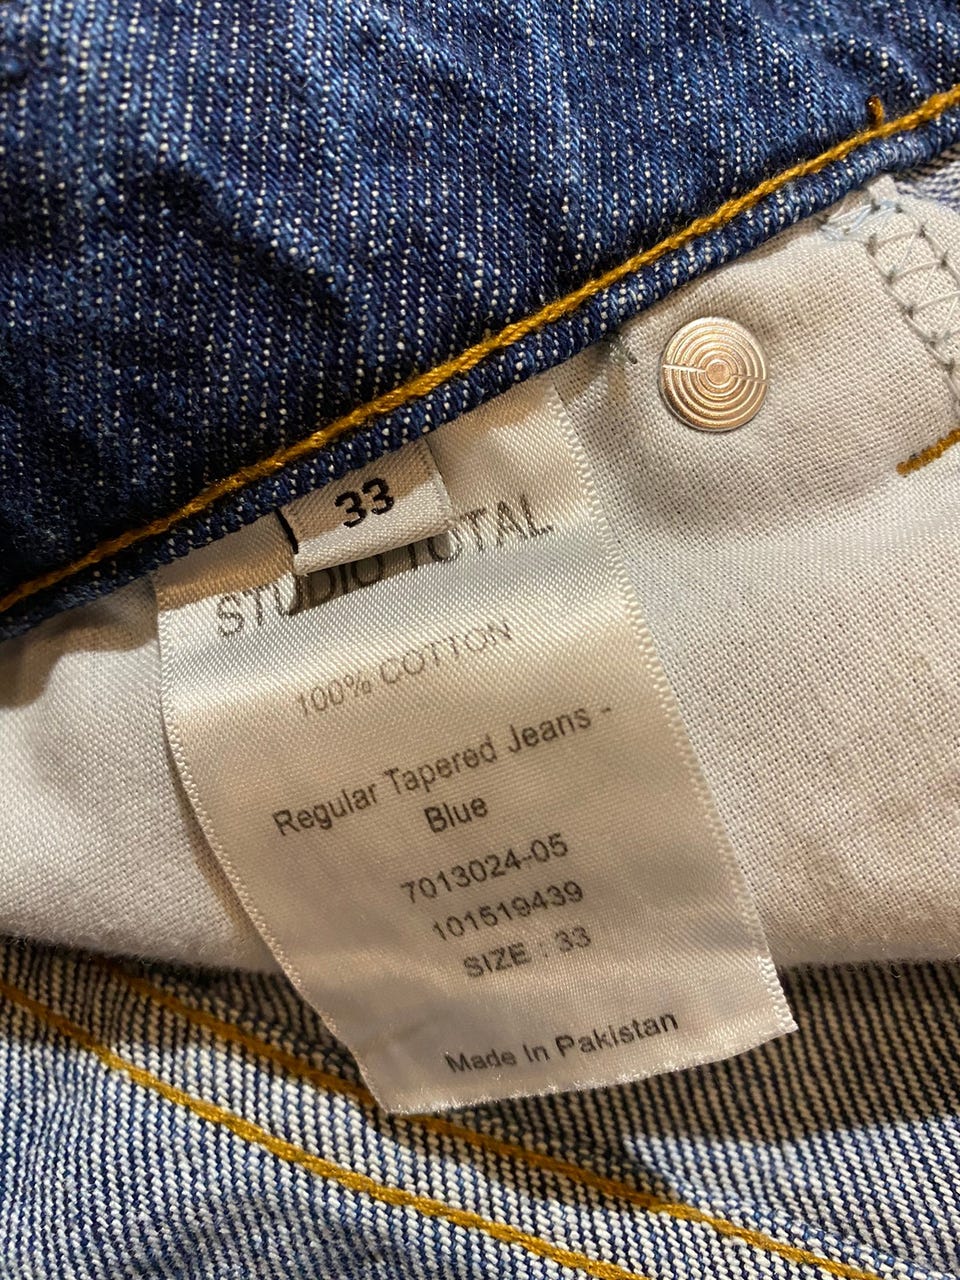 33
STUDIO TOTAL
100% COTTON
Regular Tapered Jeans -
Blue
7013024-05
101519439
SIZE : 33
Made In Pakistan